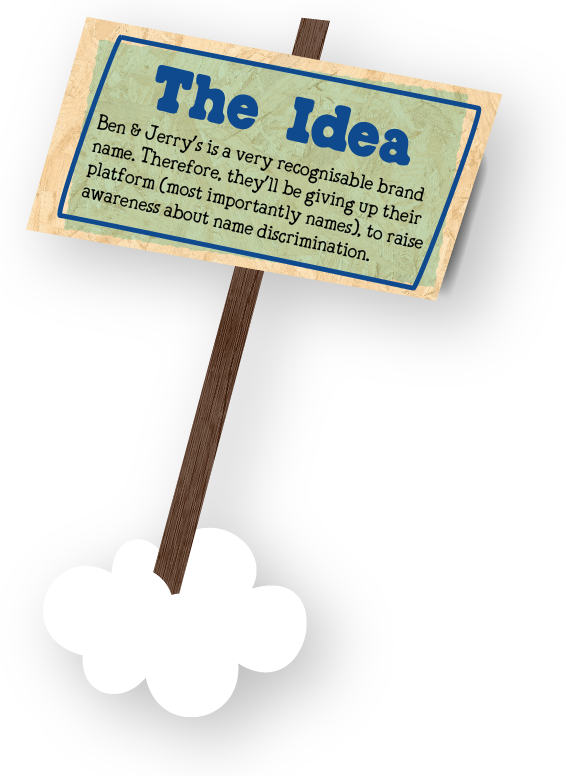 The Idea
Ben & Jerry's is a very recognisable brand
name. Therefore, they'll be giving up their
platform (most importantly names), to raise
awareness about name discrimination.